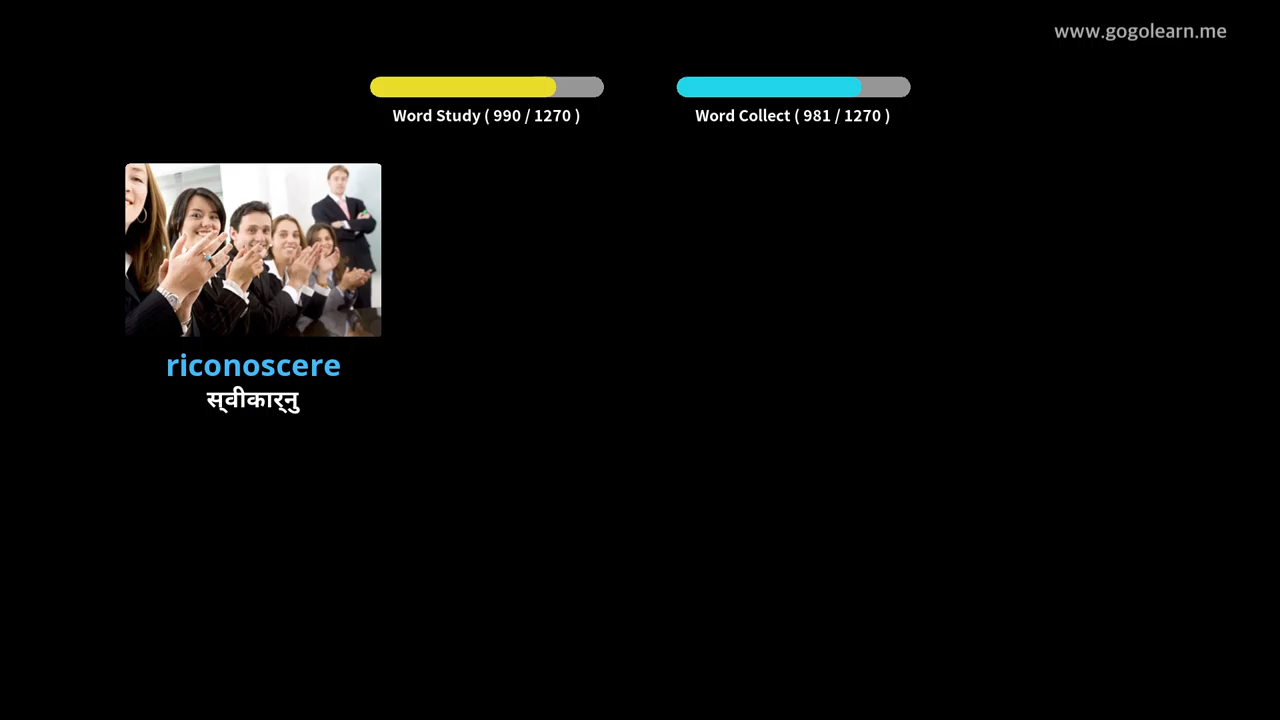 www.gogolearn.me
Word Study ( 990 / 1270 )
Word Collect ( 981 / 1270 )
riconoscere
स्वीकार्नु